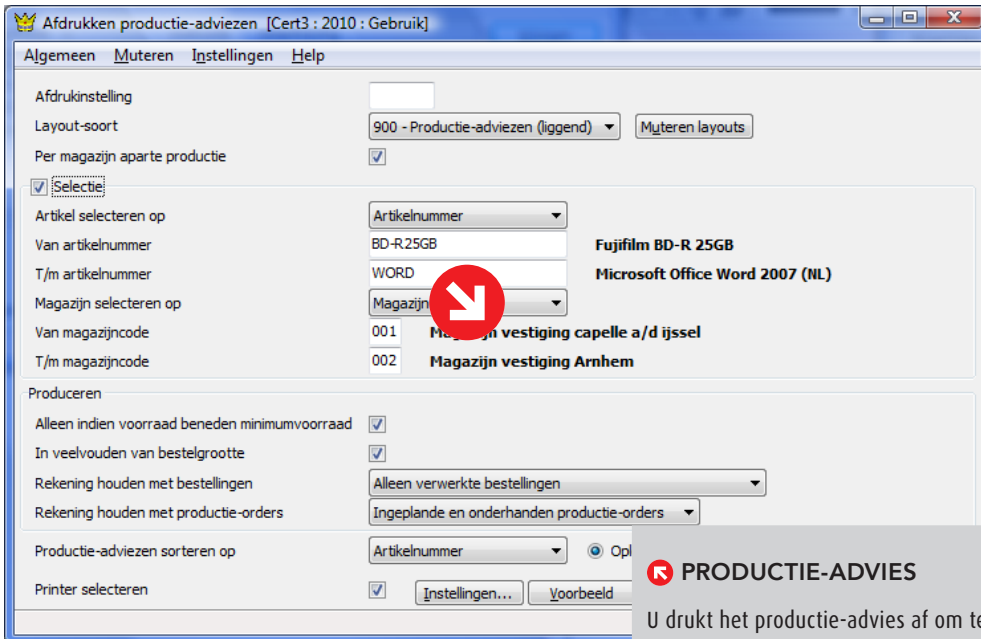 Afdrukken productie-adviezen [Cert3 : 2010 : Gebruik]
Algemeen Muteren Instellingen Help
Afdrukinstelling
Layout-soort 900 - Productie-adviezen (liggend) Muteren layouts
Per magazijn aparte productie
Selectie
Artikel selecteren op Artikelnummer
Van artikelnummer BD-R25GB Fujifilm BD-R 25GB
T/m artikelnummer WORD Microsoft Office Word 2007 (NL)
Magazijn selecteren op Magazijn
Van magazijncode 001 vestiging capelle a/d ijssel
T/m magazijncode 002 Magazijn vestiging Arnhem
Produceren
Alleen indien voorraad beneden minimumvoorraad
In veelvouden van bestelgrootte
Rekening houden met bestellingen Alleen verwerkte bestellingen
Rekening houden met productie-orders Ingeplande en onderhanden productie-orders
Productie-adviezen sorteren op Artikelnummer
Printer selecteren Instellingen... Voorbeeld
PRODUCTIE-ADVIES
U drukt het productie-advies af om